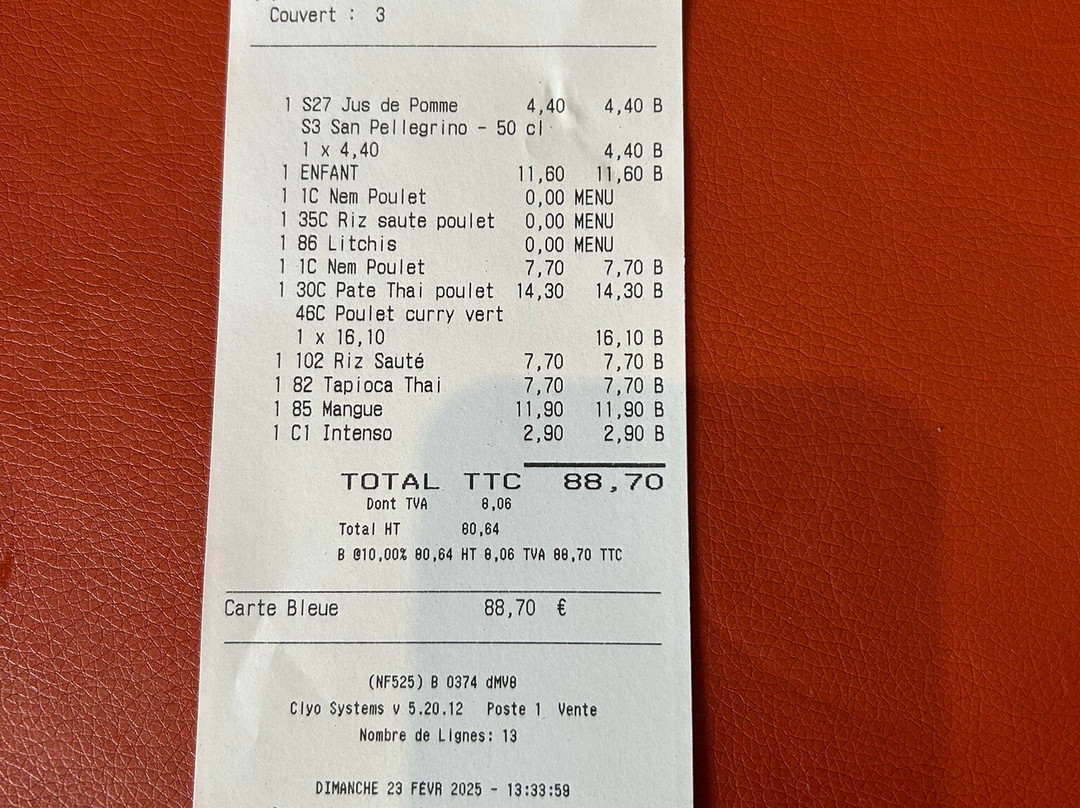 Couvert : 3
1 S27 Jus de Pomme 4,40 4,40 B
S3 San Pellegrino - 50 cl
1 x 4,40 4,40 B
1 ENFANT 11,60 11,60 B
1 1C Nem Poulet 0,00 MENU
1 35C Riz saute poulet 0,00 MENU
1 86 Litchis 0,00 MENU
1 1C Nem Poulet 7,70 7,70 B
1 30C Pate Thai poulet 14,30 14,30 B
46C Poulet curry vert
1 x 16,10 16,10 B
1 102 Riz Sauté 7,70 7,70 B
1 82 Tapioca Thai 7,70 7,70 B
1 85 Mangue 11,90 11,90 B
1 C1 Intenso 2,90 2,90 B
TOTAL TTC 88,70
Dont TVA 8,06
Total HT 80,64
B @10,00% 80,64 HT 8,06 TVA 88,70 TTC
Carte Bleue 88,70 €
(NF525) B 0374 dMV8
Clyo Systems v 5.20.12 Poste 1 Vente
Nombre de Lignes: 13
DIMANCHE 23 FÉVR 2025 - 13:33:59